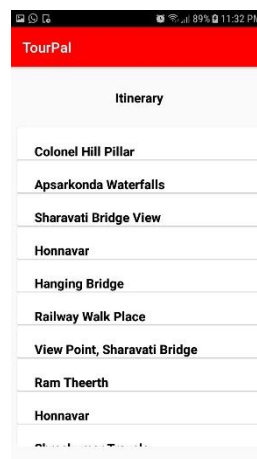 89% 11:32 PM
TourPal
Itinerary
Colonel Hill Pillar
Apsarkonda Waterfalls
Sharavati Bridge View
Honnavar
Hanging Bridge
Railway Walk Place
View Point, Sharavati Bridge
Ram Theerth
Honnavar